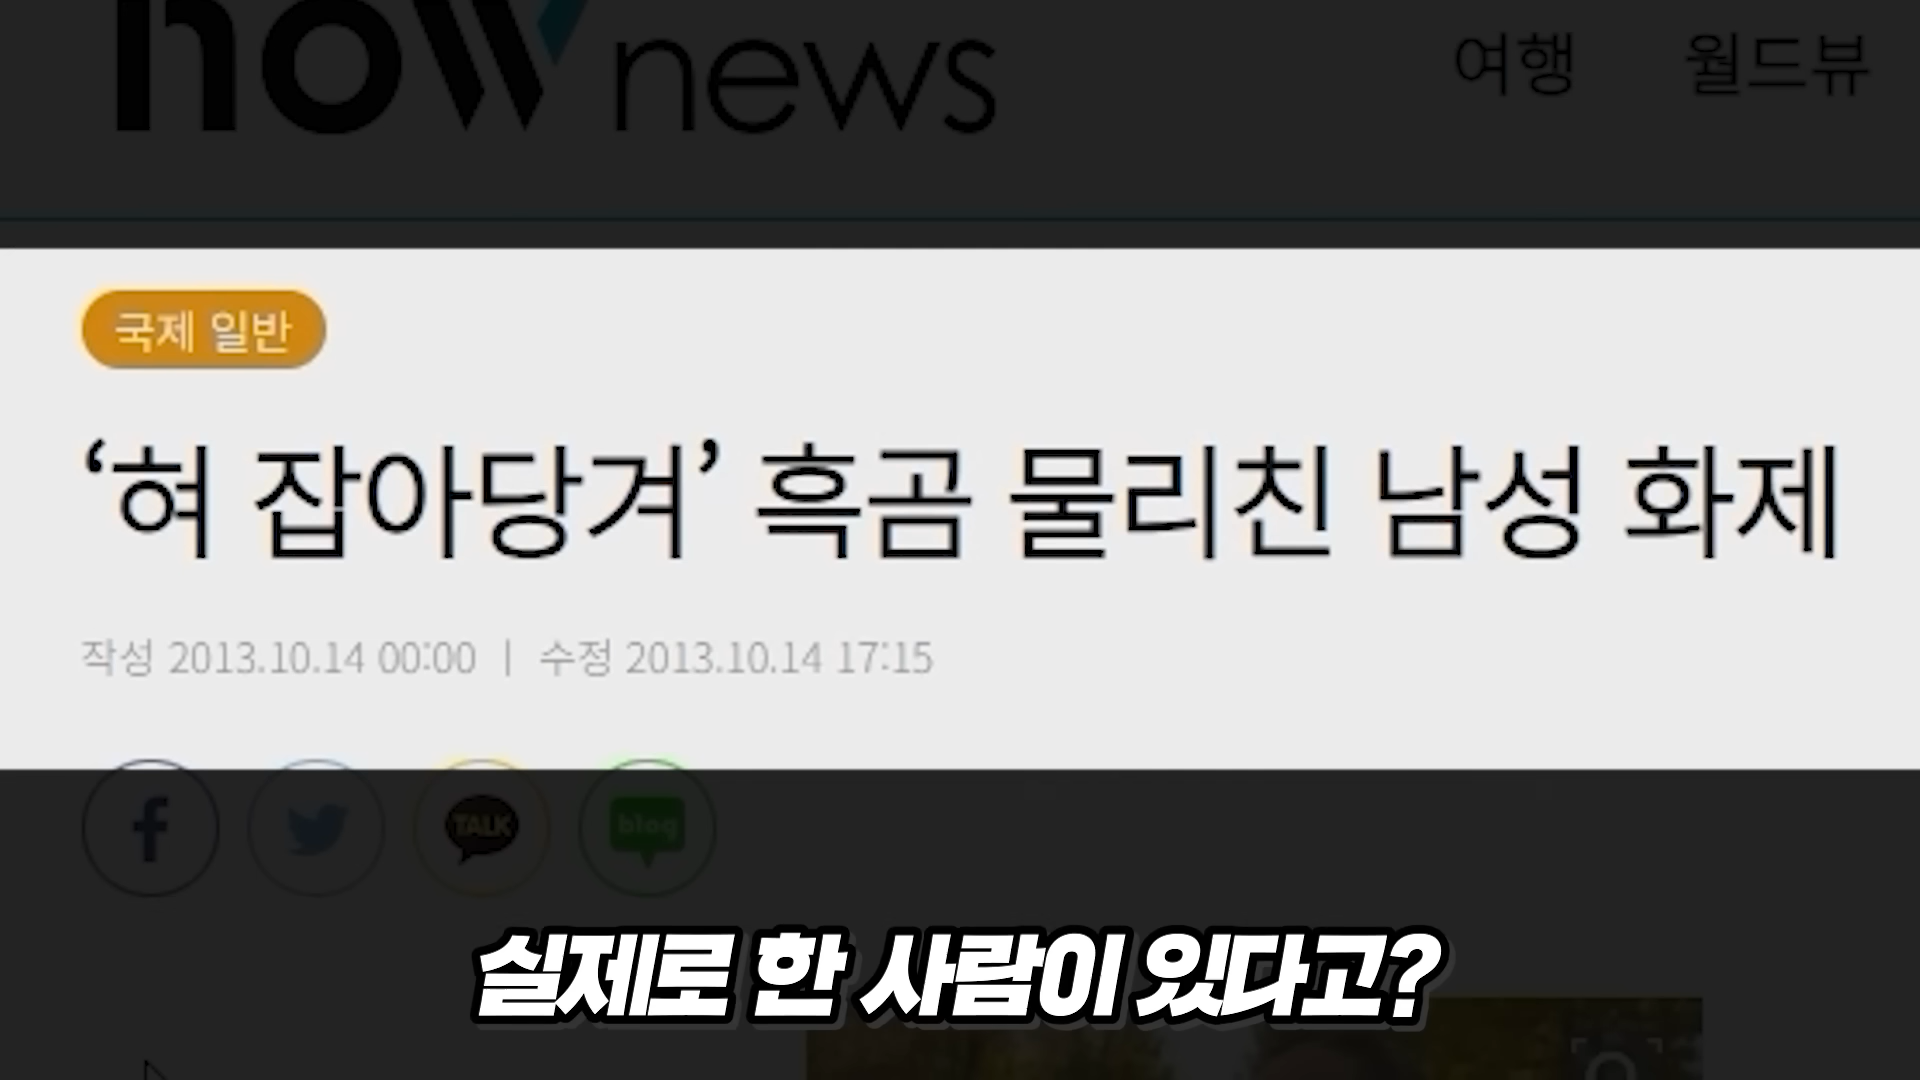 now news
여행 월드뷰
국제 일반
‘혀 잡아당겨’ 흑곰 물리친 남성 화제
작성 2013.10.14 00:00 | 수정 2013.10.14 17:15
TALK blog
실제로 한 사람이 있다고?